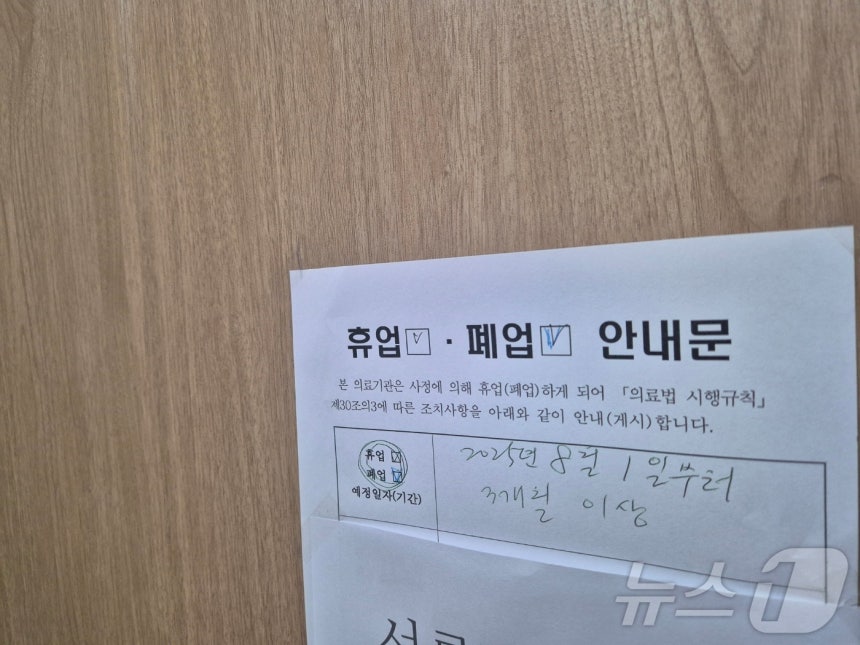 휴업☑ · 폐업☑ 안내문
본 의료기관은 사정에 의해 휴업(폐업)하게 되어 「의료법 시행규칙」
제30조의3에 따른 조치사항을 아래와 같이 안내(게시)합니다.
휴업 ☑
폐업 ☑
예정일자(기간)
2025년 8월 1일부터
3개월 이상
뉴스1